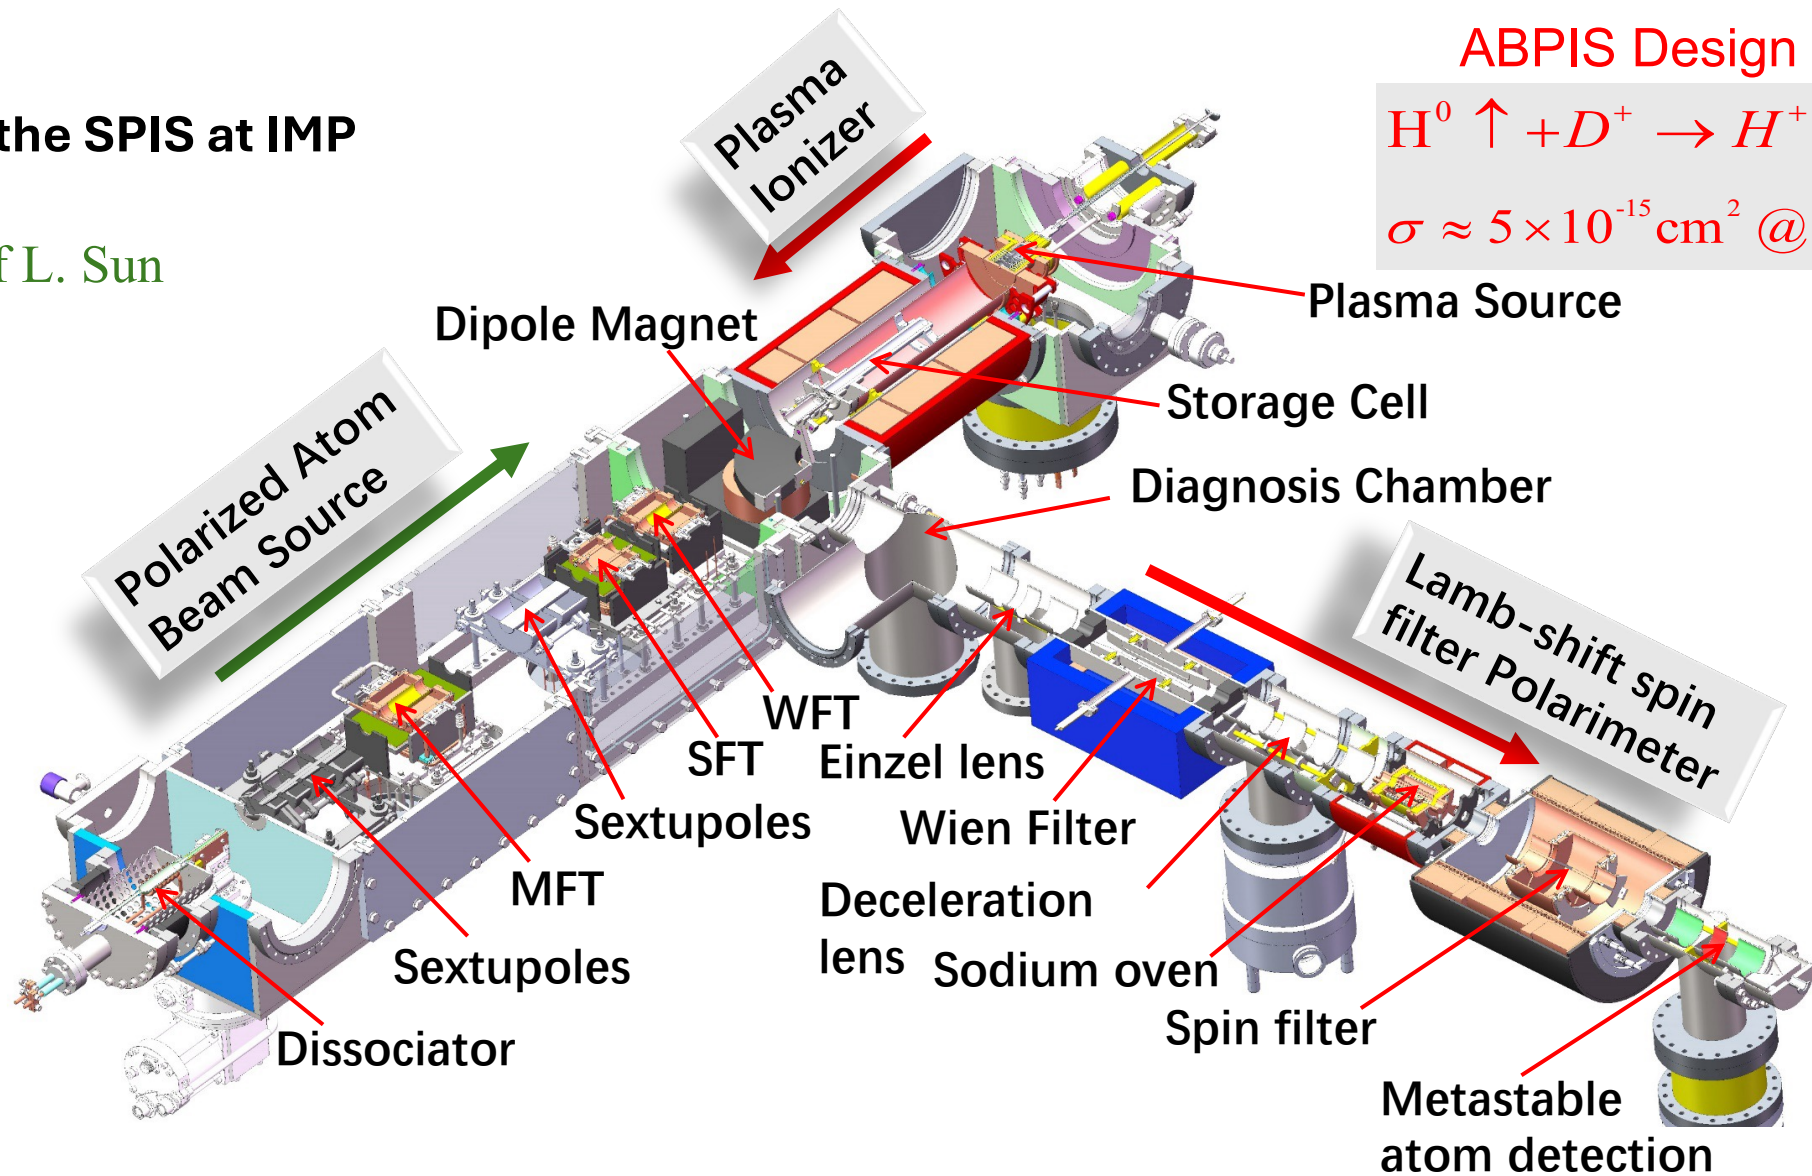 ABPIS Design
the SPIS at IMP
H⁰ ↑ +D⁺ → H⁺
σ ≈ 5×10⁻¹⁵cm² @
L. Sun
Plasma
Ionizer
Plasma Source
Dipole Magnet
Storage Cell
Polarized Atom
Beam Source
Diagnosis Chamber
Lamb-shift spin
filter Polarimeter
WFT
SFT
Einzel lens
Sextupoles
Wien Filter
MFT
Deceleration
lens
Sextupoles
Sodium oven
Spin filter
Dissociator
Metastable
atom detection